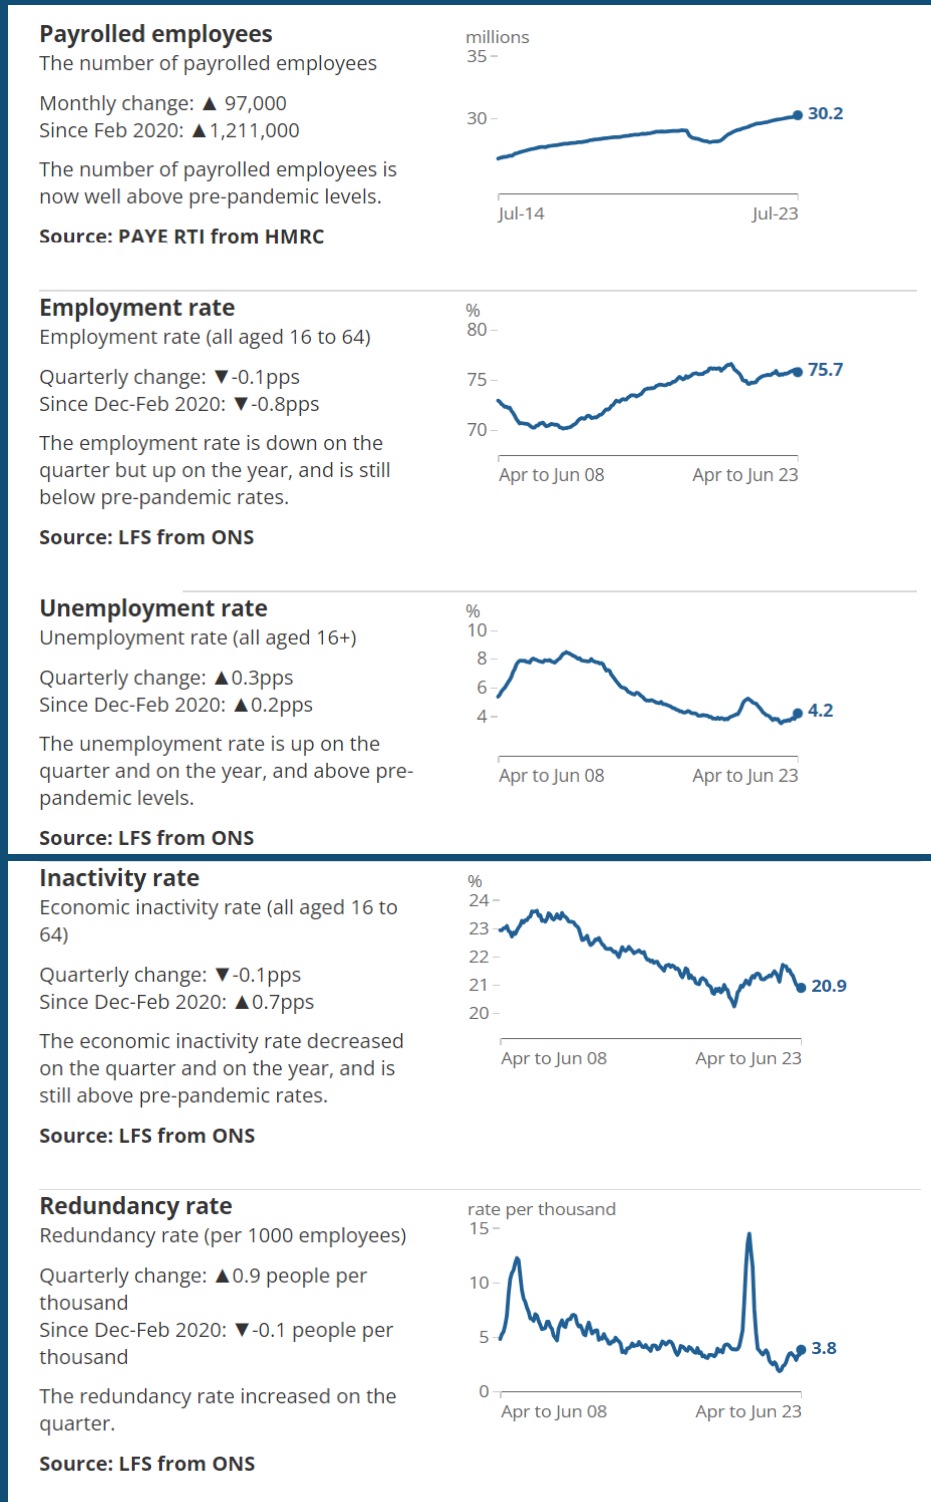 Payrolled employees
The number of payrolled employees
Monthly change: ▲ 97,000
Since Feb 2020: ▲1,211,000
The number of payrolled employees is
now well above pre-pandemic levels.
Source: PAYE RTI from HMRC
millions
35
30
30.2
Jul-14
Jul-23
Employment rate
Employment rate (all aged 16 to 64)
Quarterly change: ▼-0.1pps
Since Dec-Feb 2020: ▼-0.8pps
The employment rate is down on the
quarter but up on the year, and is still
below pre-pandemic rates.
Source: LFS from ONS
%
80
75
70
75.7
Apr to Jun 08
Apr to Jun 23
Unemployment rate
Unemployment rate (all aged 16+)
Quarterly change: ▲0.3pps
Since Dec-Feb 2020: ▲0.2pps
The unemployment rate is up on the
quarter and on the year, and above pre-
pandemic levels.
Source: LFS from ONS
%
10
8
6
4
4.2
Apr to Jun 08
Apr to Jun 23
Inactivity rate
Economic inactivity rate (all aged 16 to
64)
Quarterly change: ▼-0.1pps
Since Dec-Feb 2020: ▲0.7pps
The economic inactivity rate decreased
on the quarter and on the year, and is
still above pre-pandemic rates.
Source: LFS from ONS
%
24
23
22
21
20
20.9
Apr to Jun 08
Apr to Jun 23
Redundancy rate
Redundancy rate (per 1000 employees)
Quarterly change: ▲0.9 people per
thousand
Since Dec-Feb 2020: ▼-0.1 people per
thousand
The redundancy rate increased on the
quarter.
Source: LFS from ONS
rate per thousand
15
10
5
0
3.8
Apr to Jun 08
Apr to Jun 23